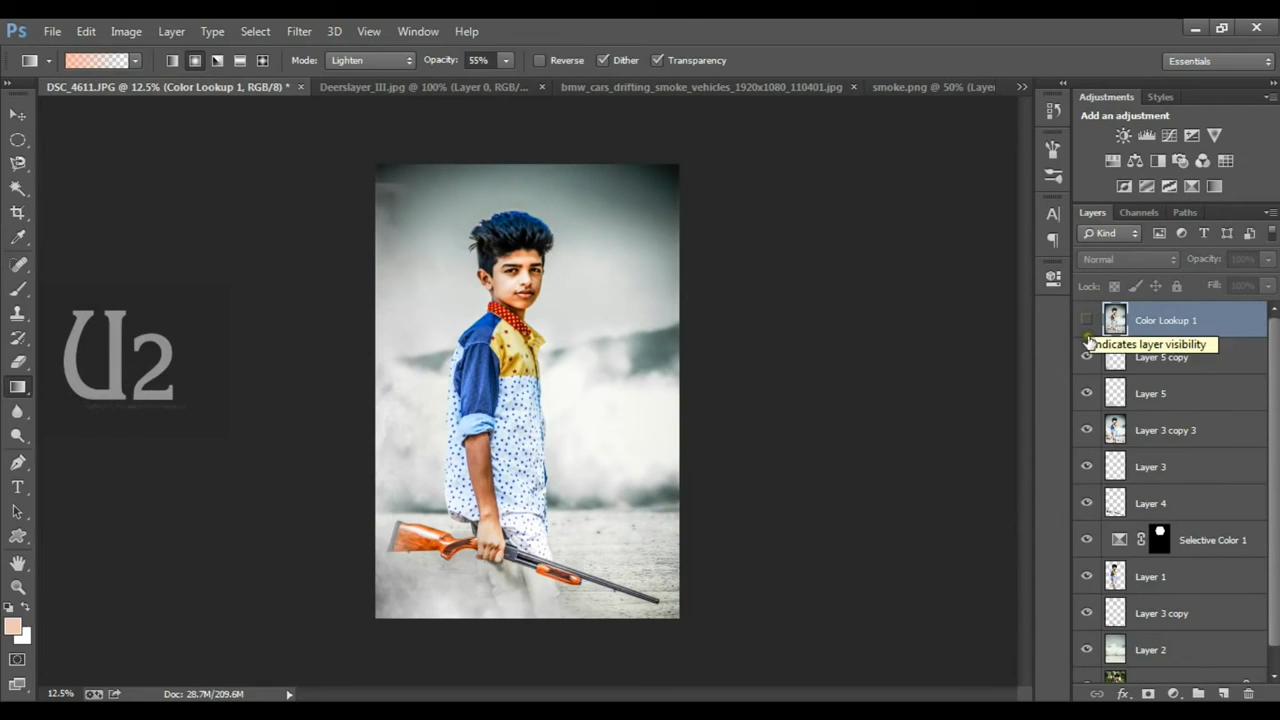 Ps File Edit Image Layer Type Select Filter 3D View Window Help
Mode: Lighten Opacity: 55% Reverse Dither Transparency Essentials
DSC_4611.JPG @ 12.5% (Color Lookup 1, RGB/8) * Deerslayer_III.jpg @ 100% (Layer 0, RGB/... bmw_cars_drifting_smoke_vehicles_1920x1080_110401.jpg smoke.png @ 50% (Laye
Adjustments Styles
Add an adjustment
Layers Channels Paths
Kind
Normal Opacity: 100%
Lock: Fill: 100%
Color Lookup 1
Indicates layer visibility
Layer 5 copy
Layer 5
Layer 3 copy 3
Layer 3
Layer 4
Selective Color 1
Layer 1
Layer 3 copy
Layer 2
U2
12.5% Doc: 28.7M/209.6M